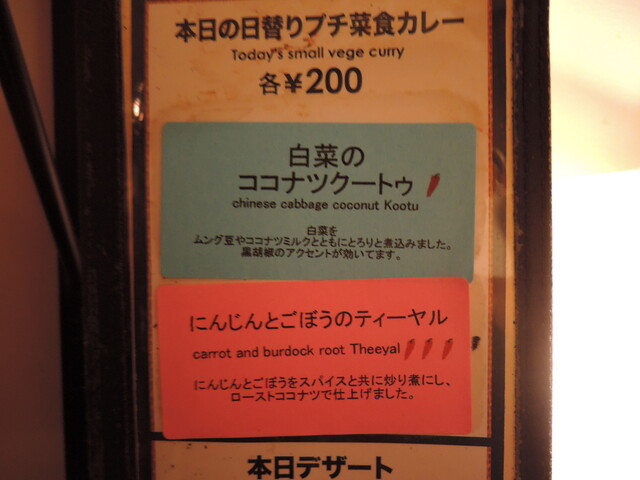 本日の日替りプチ菜食カレー
Today's small vege curry
各¥200
白菜の
ココナツクートゥ
chinese cabbage coconut Kootu
白菜を
ムング豆やココナツミルクとともにとろりと煮込みました。
黒胡椒のアクセントが効いてます。
にんじんとごぼうのティーヤル
carrot and burdock root Theeyal
にんじんとごぼうをスパイスと共に炒り煮にし、
ローストココナツで仕上げました。
本日デザート